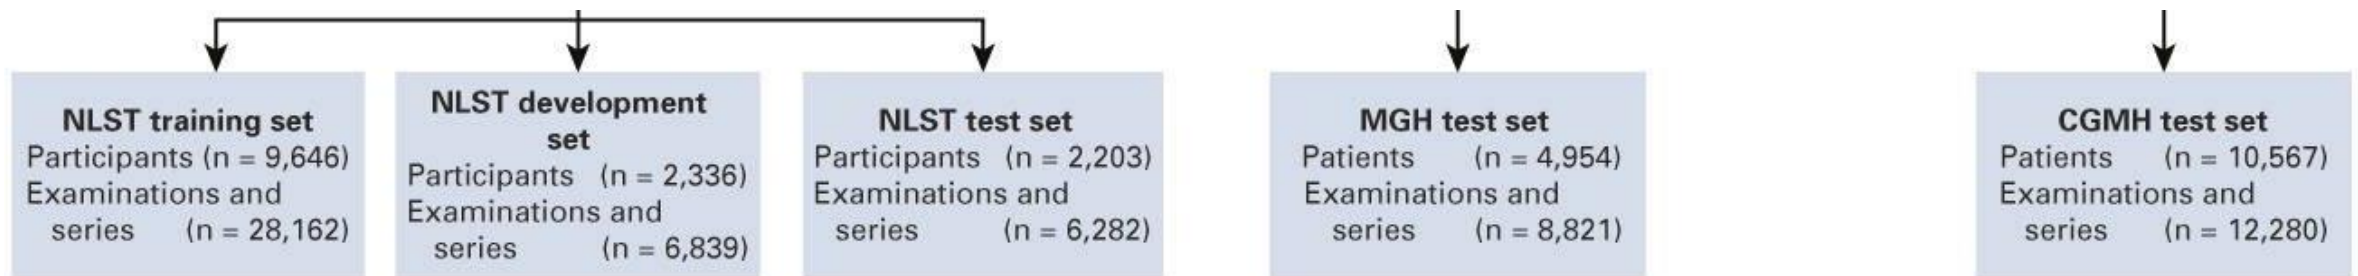 NLST training set
Participants (n = 9,646)
Examinations and
series (n = 28,162)
NLST development
set
Participants (n = 2,336)
Examinations and
series (n = 6,839)
NLST test set
Participants (n = 2,203)
Examinations and
series (n = 6,282)
MGH test set
Patients (n = 4,954)
Examinations and
series (n = 8,821)
CGMH test set
Patients (n = 10,567)
Examinations and
series (n = 12,280)